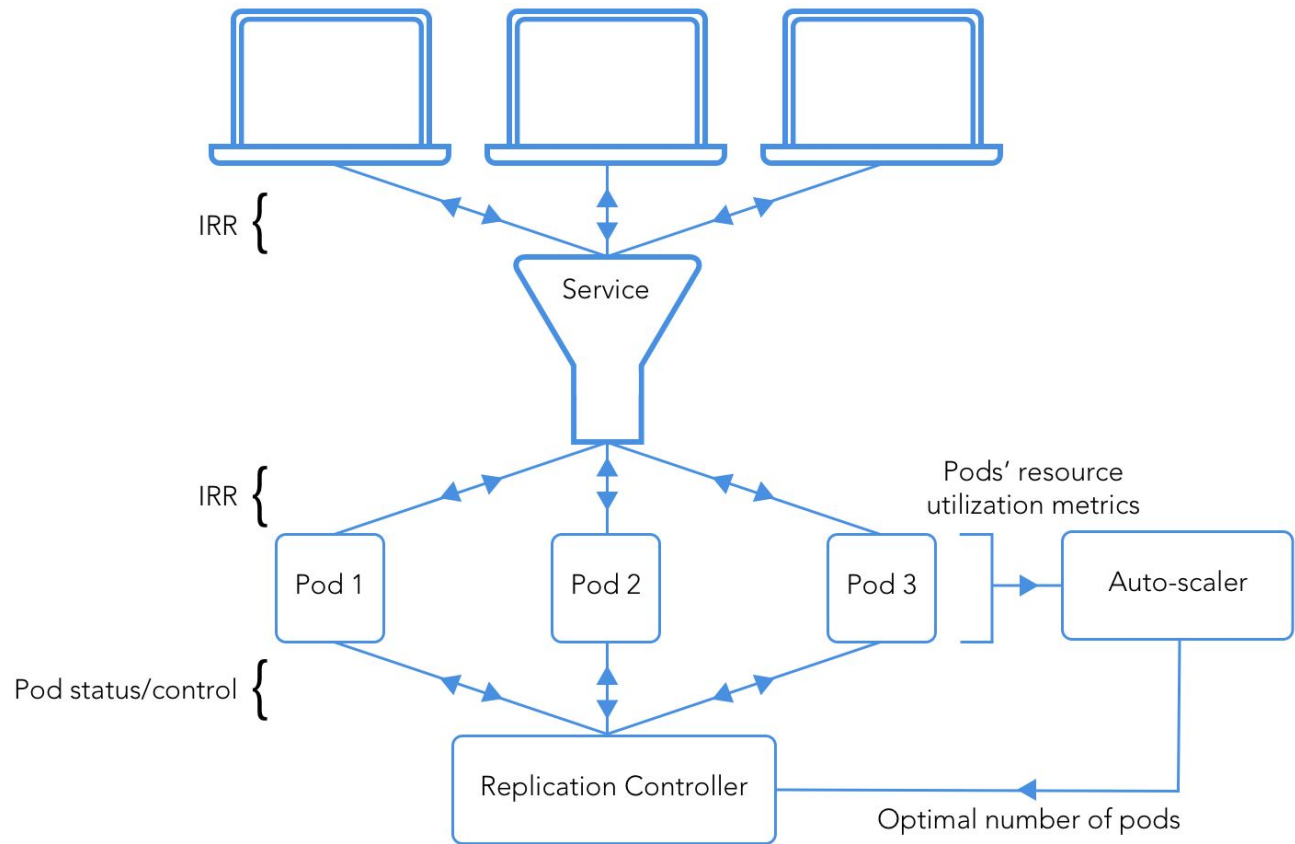 IRR
Service
IRR
Pods’ resource
utilization metrics
Pod 1
Pod 2
Pod 3
Auto-scaler
Pod status/control
Replication Controller
Optimal number of pods